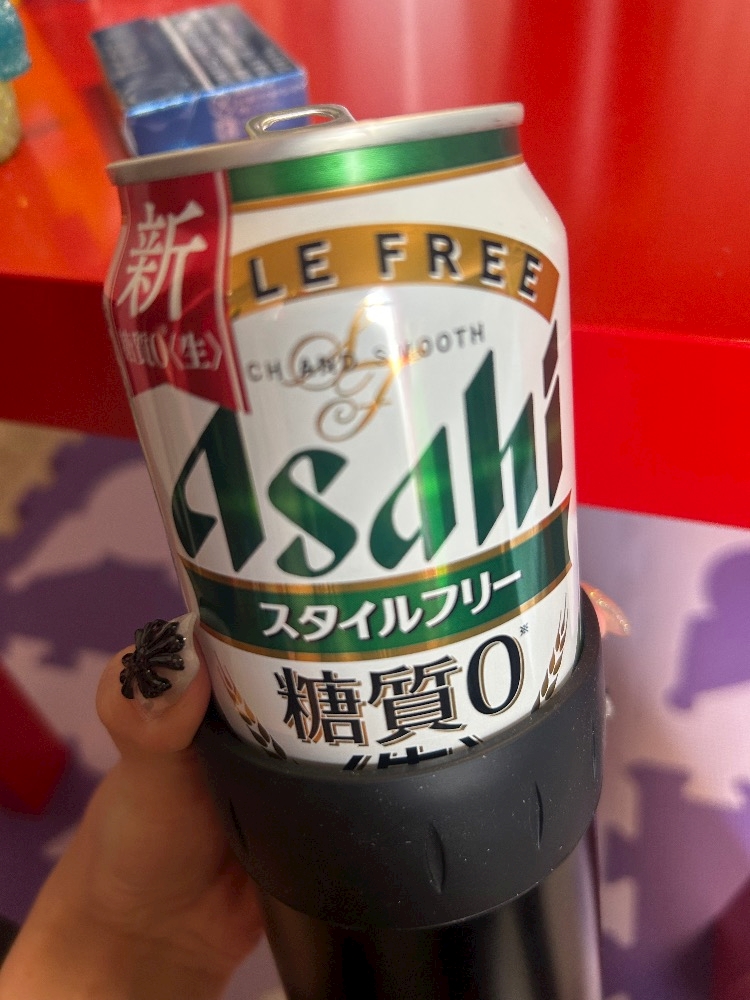 新
糖質0〈生〉
LE FREE
CH AND SMOOTH
Asahi
スタイルフリー
糖質0※
〈生〉